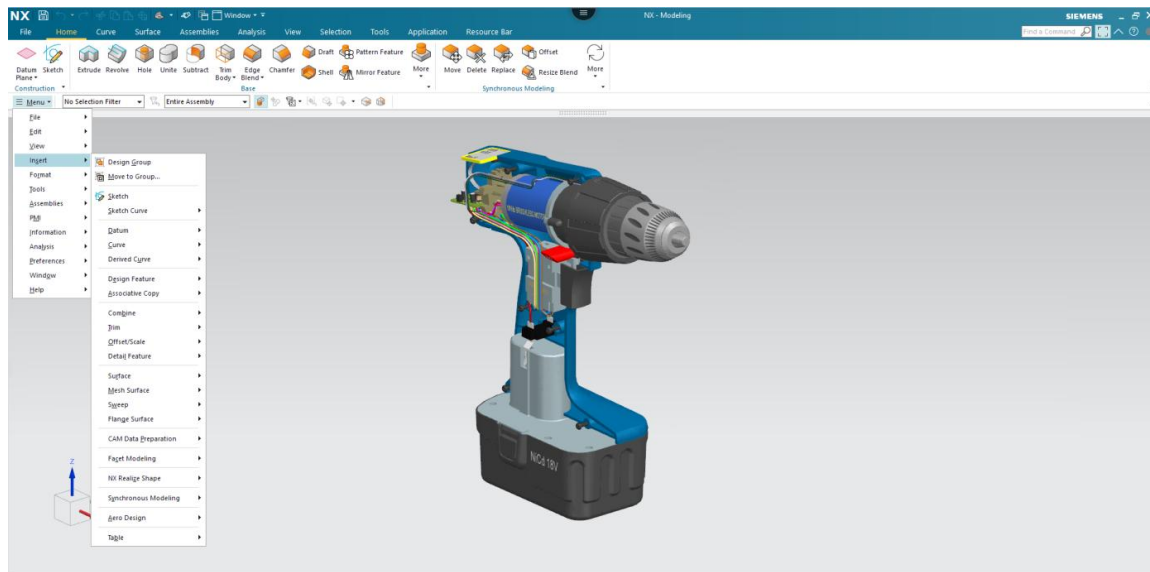 NX Window NX - Modeling SIEMENS
File Home Curve Surface Assemblies Analysis View Selection Tools Application Resource Bar Find a Command
Datum Plane Sketch Extrude Revolve Hole Unite Subtract Trim Body Edge Blend Chamfer Draft Pattern Feature More Move Delete Replace Offset More
Shell Mirror Feature Resize Blend
Construction Base Synchronous Modeling
Menu No Selection Filter Entire Assembly
File
Edit
View
Insert
Format
Tools
Assemblies
PMI
Information
Analysis
Preferences
Window
Help
Design Group
Move to Group...
Sketch
Sketch Curve
Datum
Curve
Derived Curve
Design Feature
Associative Copy
Combine
Trim
Offset/Scale
Detail Feature
Surface
Mesh Surface
Sweep
Flange Surface
CAM Data Preparation
Facet Modeling
NX Realize Shape
Synchronous Modeling
Aero Design
Table
NiCd 18V
Z